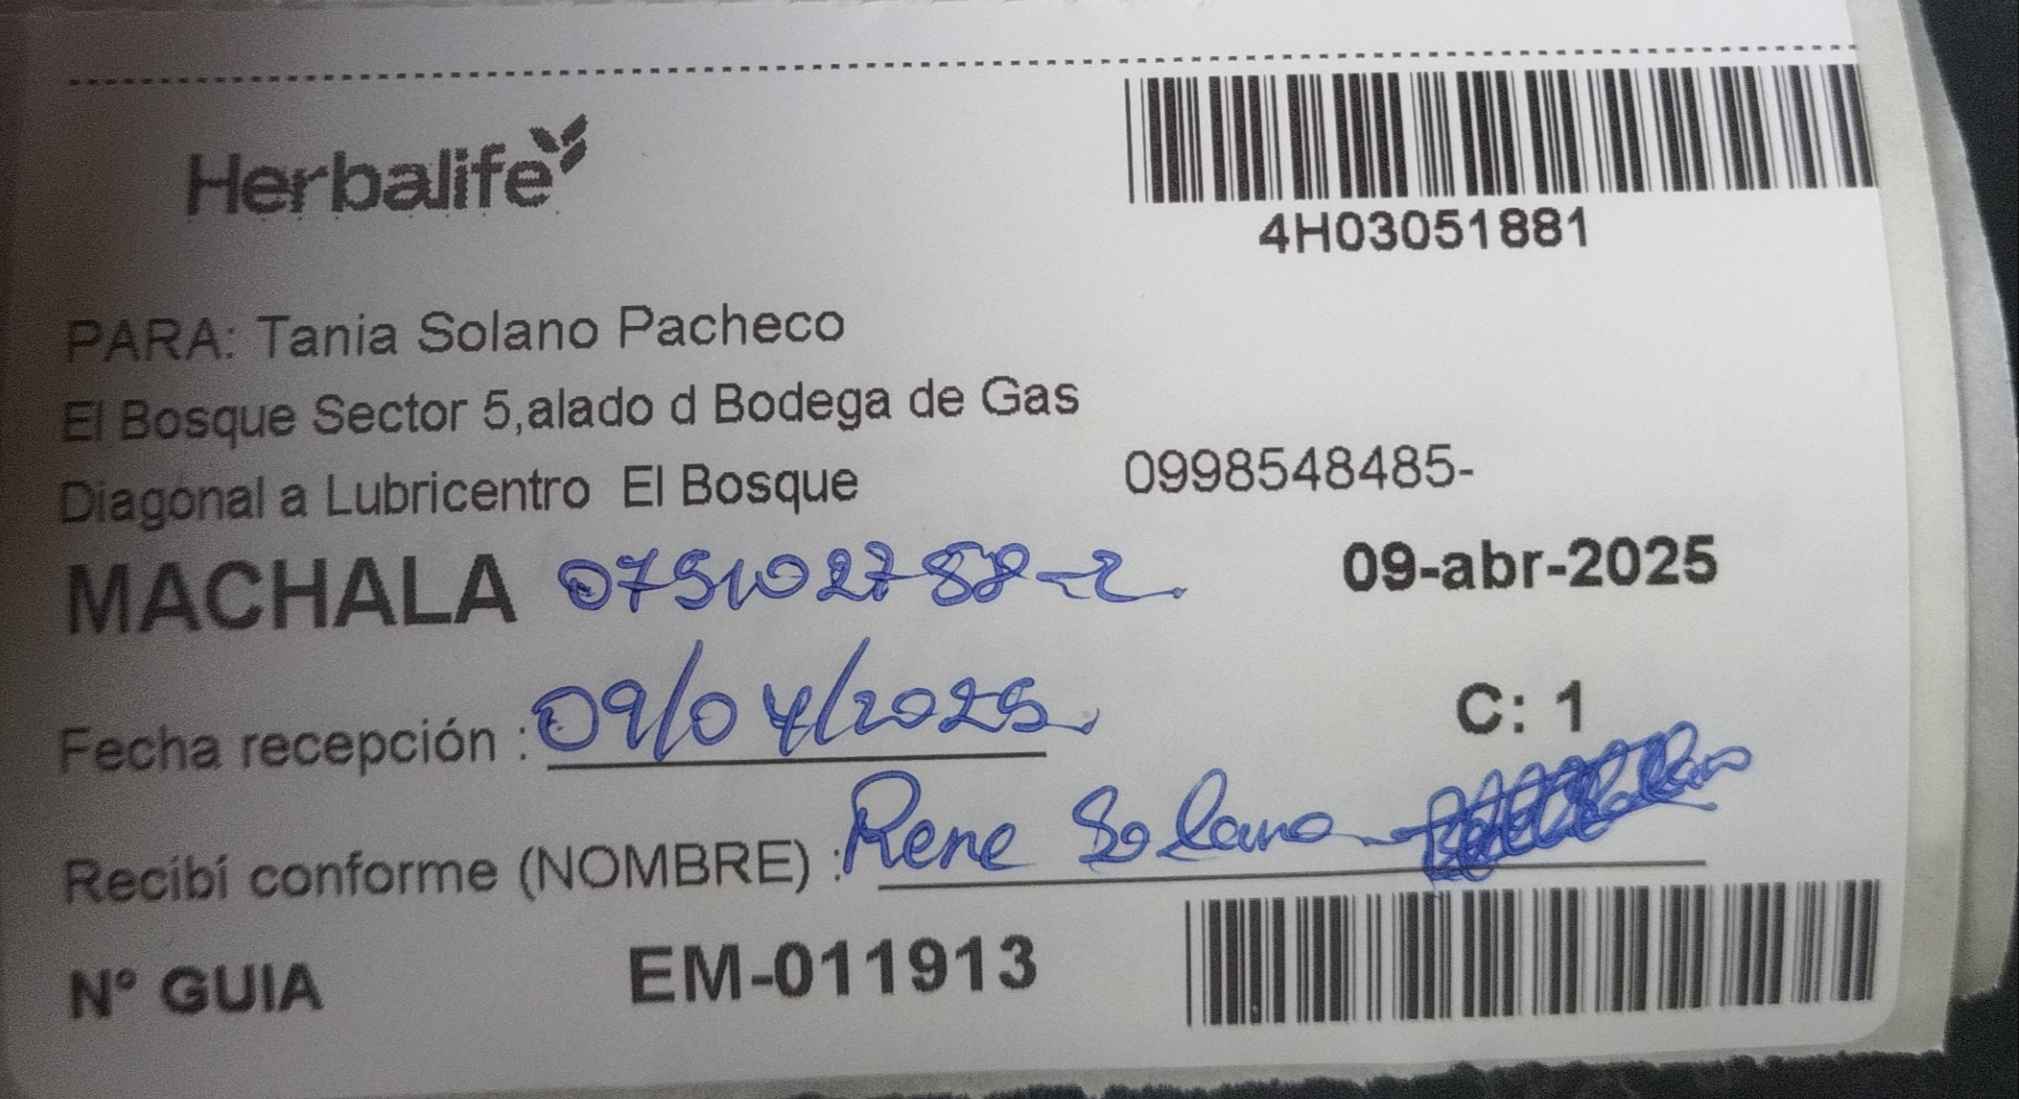 Herbalife
4H03051881
PARA: Tania Solano Pacheco
El Bosque Sector 5,alado d Bodega de Gas
Diagonal a Lubricentro El Bosque 0998548485-
MACHALA 075102758-2. 09-abr-2025
Fecha recepción : 09/04/2025. C: 1
Recibí conforme (NOMBRE) : Rene Solano
N° GUIA EM-011913